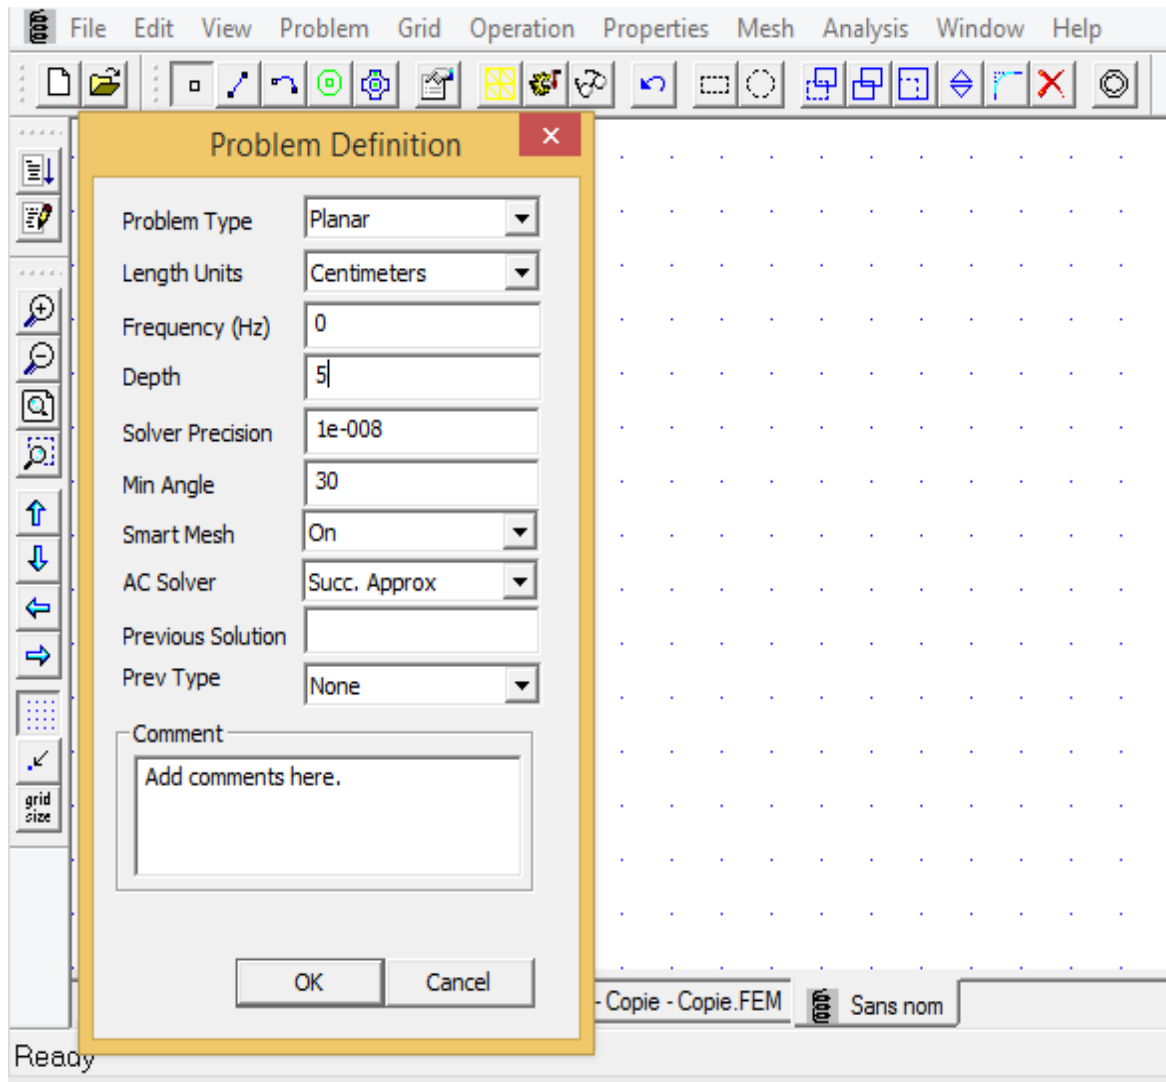 File Edit View Problem Grid Operation Properties Mesh Analysis Window Help
Problem Definition
Problem Type Planar
Length Units Centimeters
Frequency (Hz) 0
Depth 5
Solver Precision 1e-008
Min Angle 30
Smart Mesh On
AC Solver Succ. Approx
Previous Solution
Prev Type None
Comment
Add comments here.
grid
size
OK Cancel
- Copie - Copie.FEM Sans nom
Ready